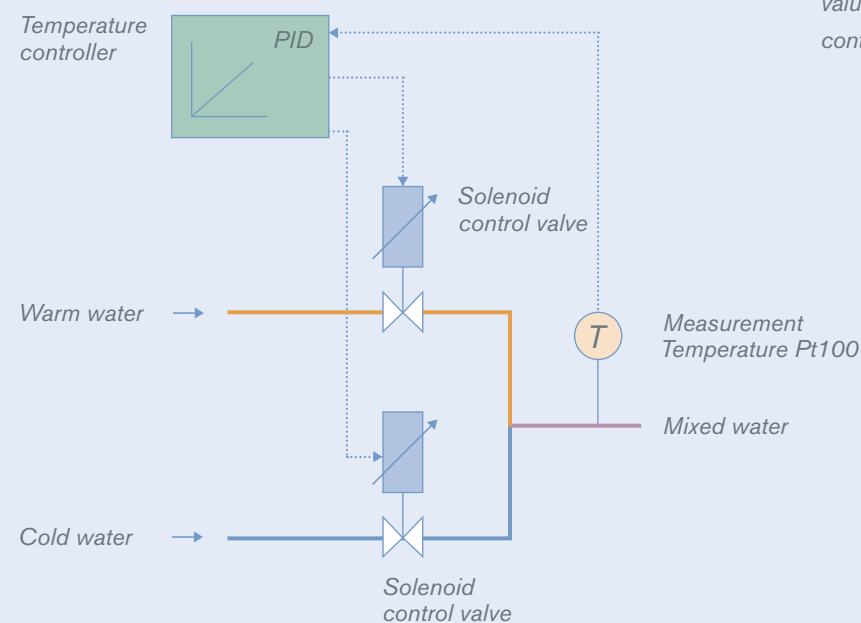 Temperature
controller
PID
Solenoid
control valve
Warm water
T
Measurement
Temperature Pt100
Mixed water
Cold water
Solenoid
control valve